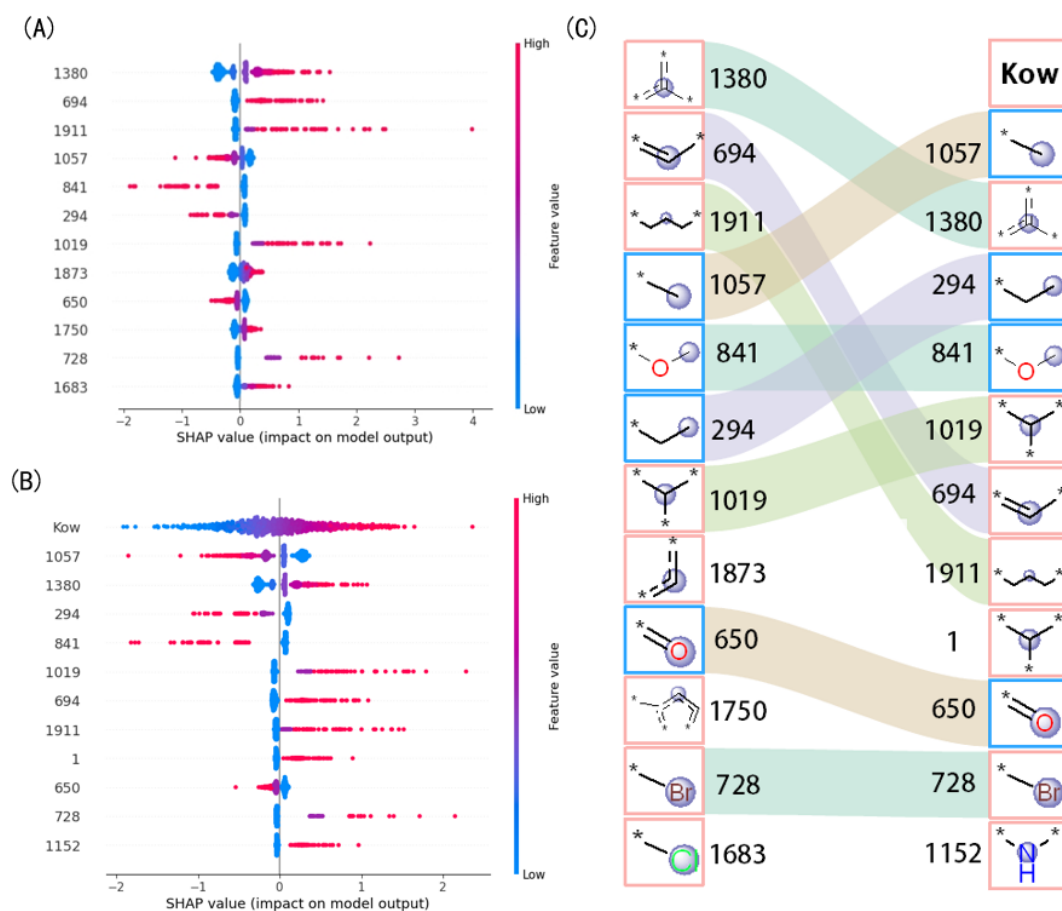 (A)
High
1380
694
1911
1057
841
294
1019
1873
650
1750
728
1683
Feature value
Low
−2 −1 0 1 2 3 4
SHAP value (impact on model output)
(B)
High
Kow
1057
1380
294
841
1019
694
1911
1
650
728
1152
Feature value
Low
−2 −1 0 1 2
SHAP value (impact on model output)
(C)
* * * * 1380
* * 694
* * 1911
* 1057
* O 841
* 294
* * * 1019
* * * 1873
* O 650
* * * 1750
* Br 728
* C 1683
Kow
1057 *
1380 * * * *
294 *
841 * O
1019 * * *
694 * *
1911 * *
1 * * *
650 * O
728 * Br
1152 * * N H